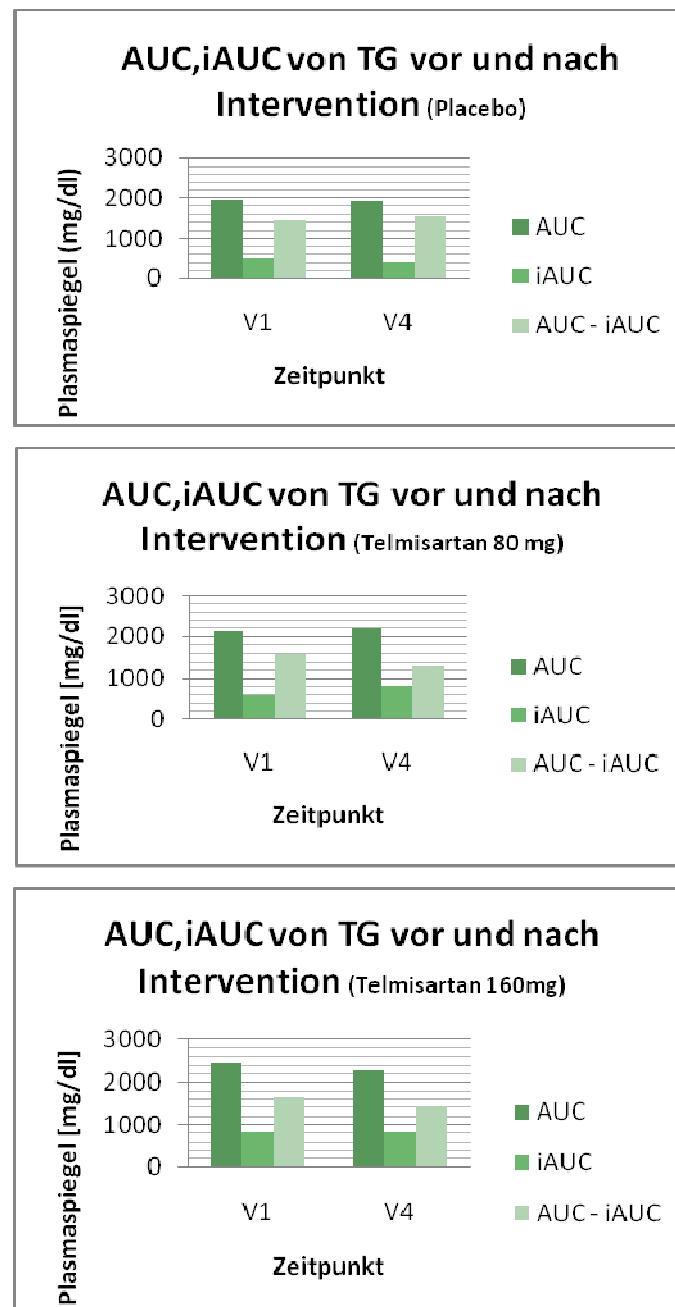 AUC,iAUC von TG vor und nach
Intervention (Placebo)
Plasmaspiegel (mg/dl)
3000
2000
1000
0
V1 V4
Zeitpunkt
AUC
iAUC
AUC - iAUC
AUC,iAUC von TG vor und nach
Intervention (Telmisartan 80 mg)
Plasmaspiegel [mg/dl]
3000
2000
1000
0
V1 V4
Zeitpunkt
AUC
iAUC
AUC - iAUC
AUC,iAUC von TG vor und nach
Intervention (Telmisartan 160mg)
Plasmaspiegel [mg/dl]
3000
2000
1000
0
V1 V4
Zeitpunkt
AUC
iAUC
AUC - iAUC